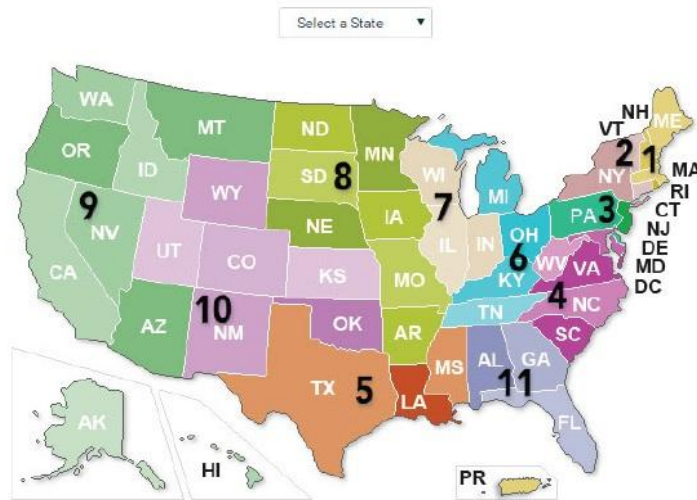 Select a State ▼
WA
MT
ND
MN
OR
ID
SD
8
WY
NE
IA
WI
7
MI
NH
ME
VT
2
1
NY
MA
RI
CT
NJ
DE
MD
DC
PA
3
9
NV
UT
CO
CA
KS
MO
IL
IN
OH
6
KY
WV
VA
4
NC
TN
SC
AZ
10
NM
OK
AR
TX
5
LA
MS
AL
GA
11
FL
AK
HI
PR